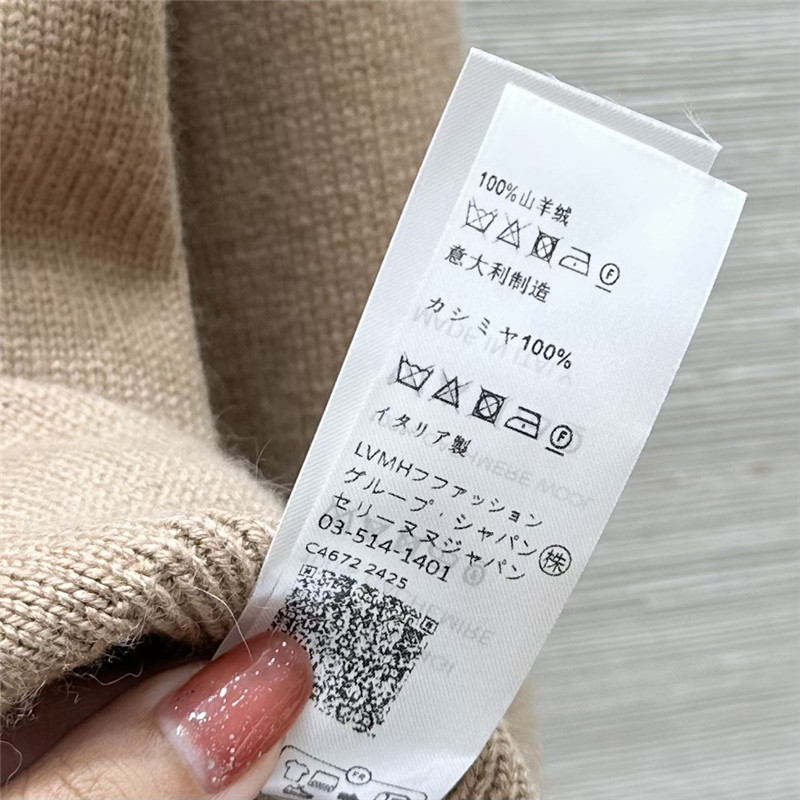 100%山羊绒
F
意大利制造
カシミヤ100%
F
イタリア製
LVMHフファッション
グループ・シャパン
セリーヌヌジャパン㈱
03-514-1401
C4672 2425
FR